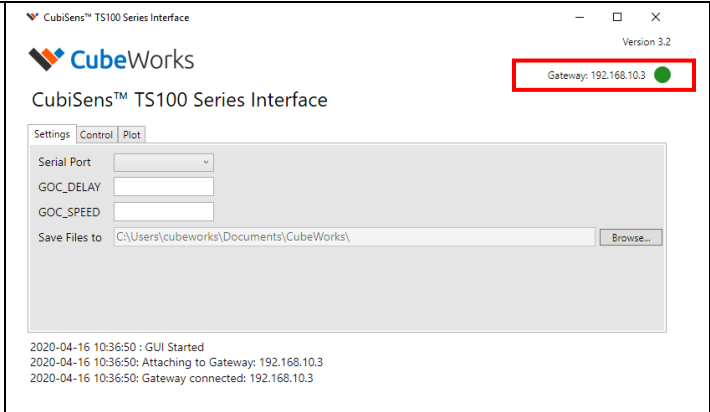 CubiSens™ TS100 Series Interface
Version 3.2
CubeWorks
Gateway: 192.168.10.3
CubiSens™ TS100 Series Interface
Settings Control Plot
Serial Port
GOC_DELAY
GOC_SPEED
Save Files to C:\Users\cubeworks\Documents\CubeWorks\ Browse...
2020-04-16 10:36:50 : GUI Started
2020-04-16 10:36:50: Attaching to Gateway: 192.168.10.3
2020-04-16 10:36:50: Gateway connected: 192.168.10.3